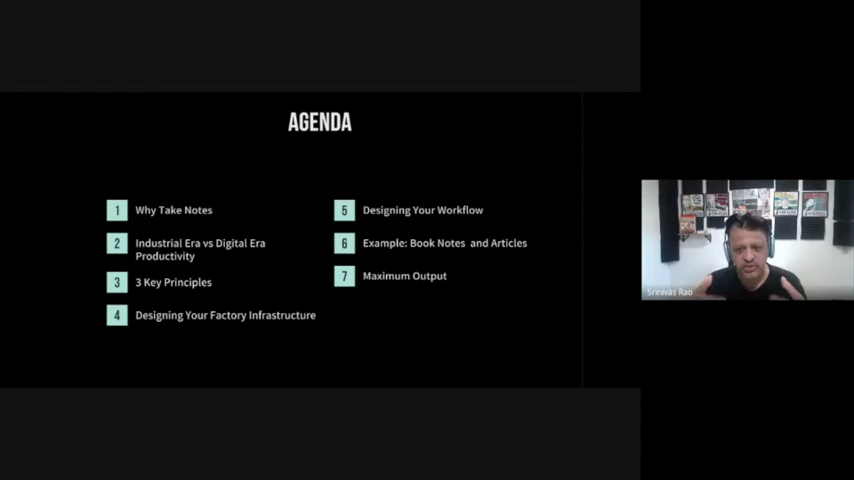 AGENDA
1 Why Take Notes
2 Industrial Era vs Digital Era
Productivity
3 3 Key Principles
4 Designing Your Factory Infrastructure
5 Designing Your Workflow
6 Example: Book Notes and Articles
7 Maximum Output
Srinivas Rao